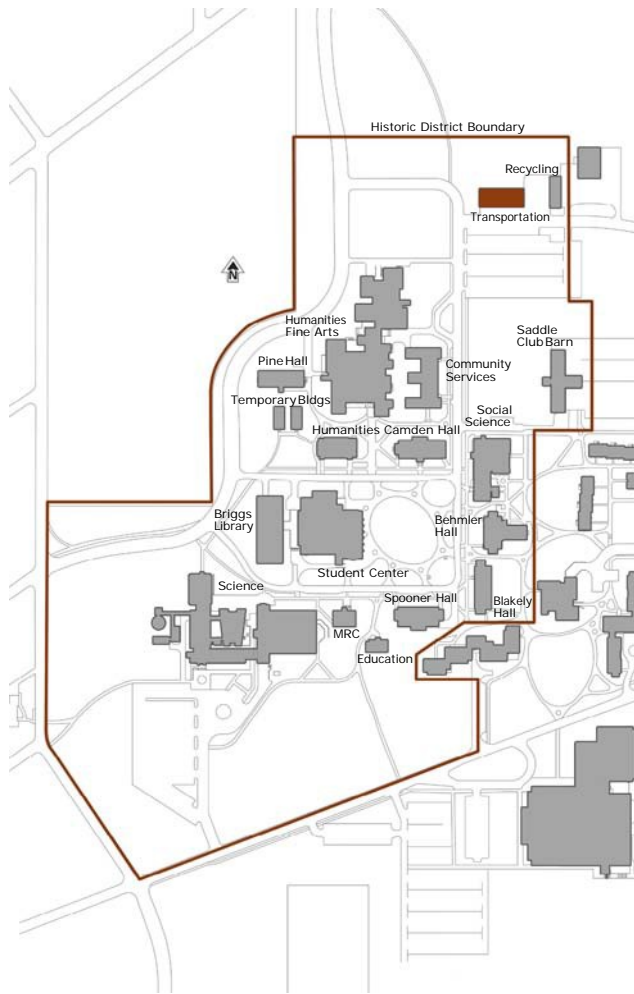 Historic District Boundary
Recycling
Transportation
N
Humanities
Fine Arts
Saddle
Club Barn
Pine Hall
Community
Services
Temporary Bldgs
Social
Science
Humanities
Camden Hall
Briggs
Library
Behmler
Hall
Student Center
Science
Spooner Hall
Blakely
Hall
MRC
Education